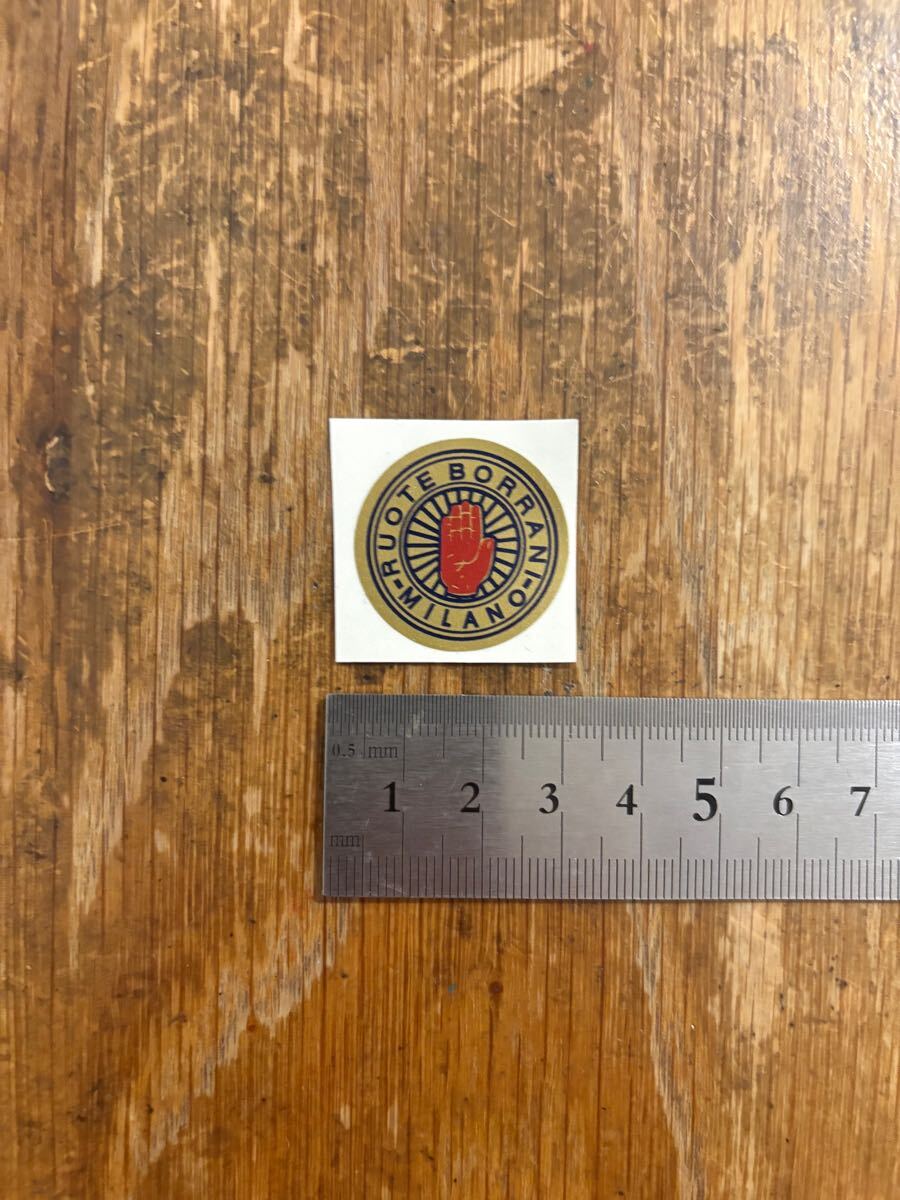 RUOTE BORRANI
-MILANO-
0.5 mm
1 2 3 4 5 6 7
mm